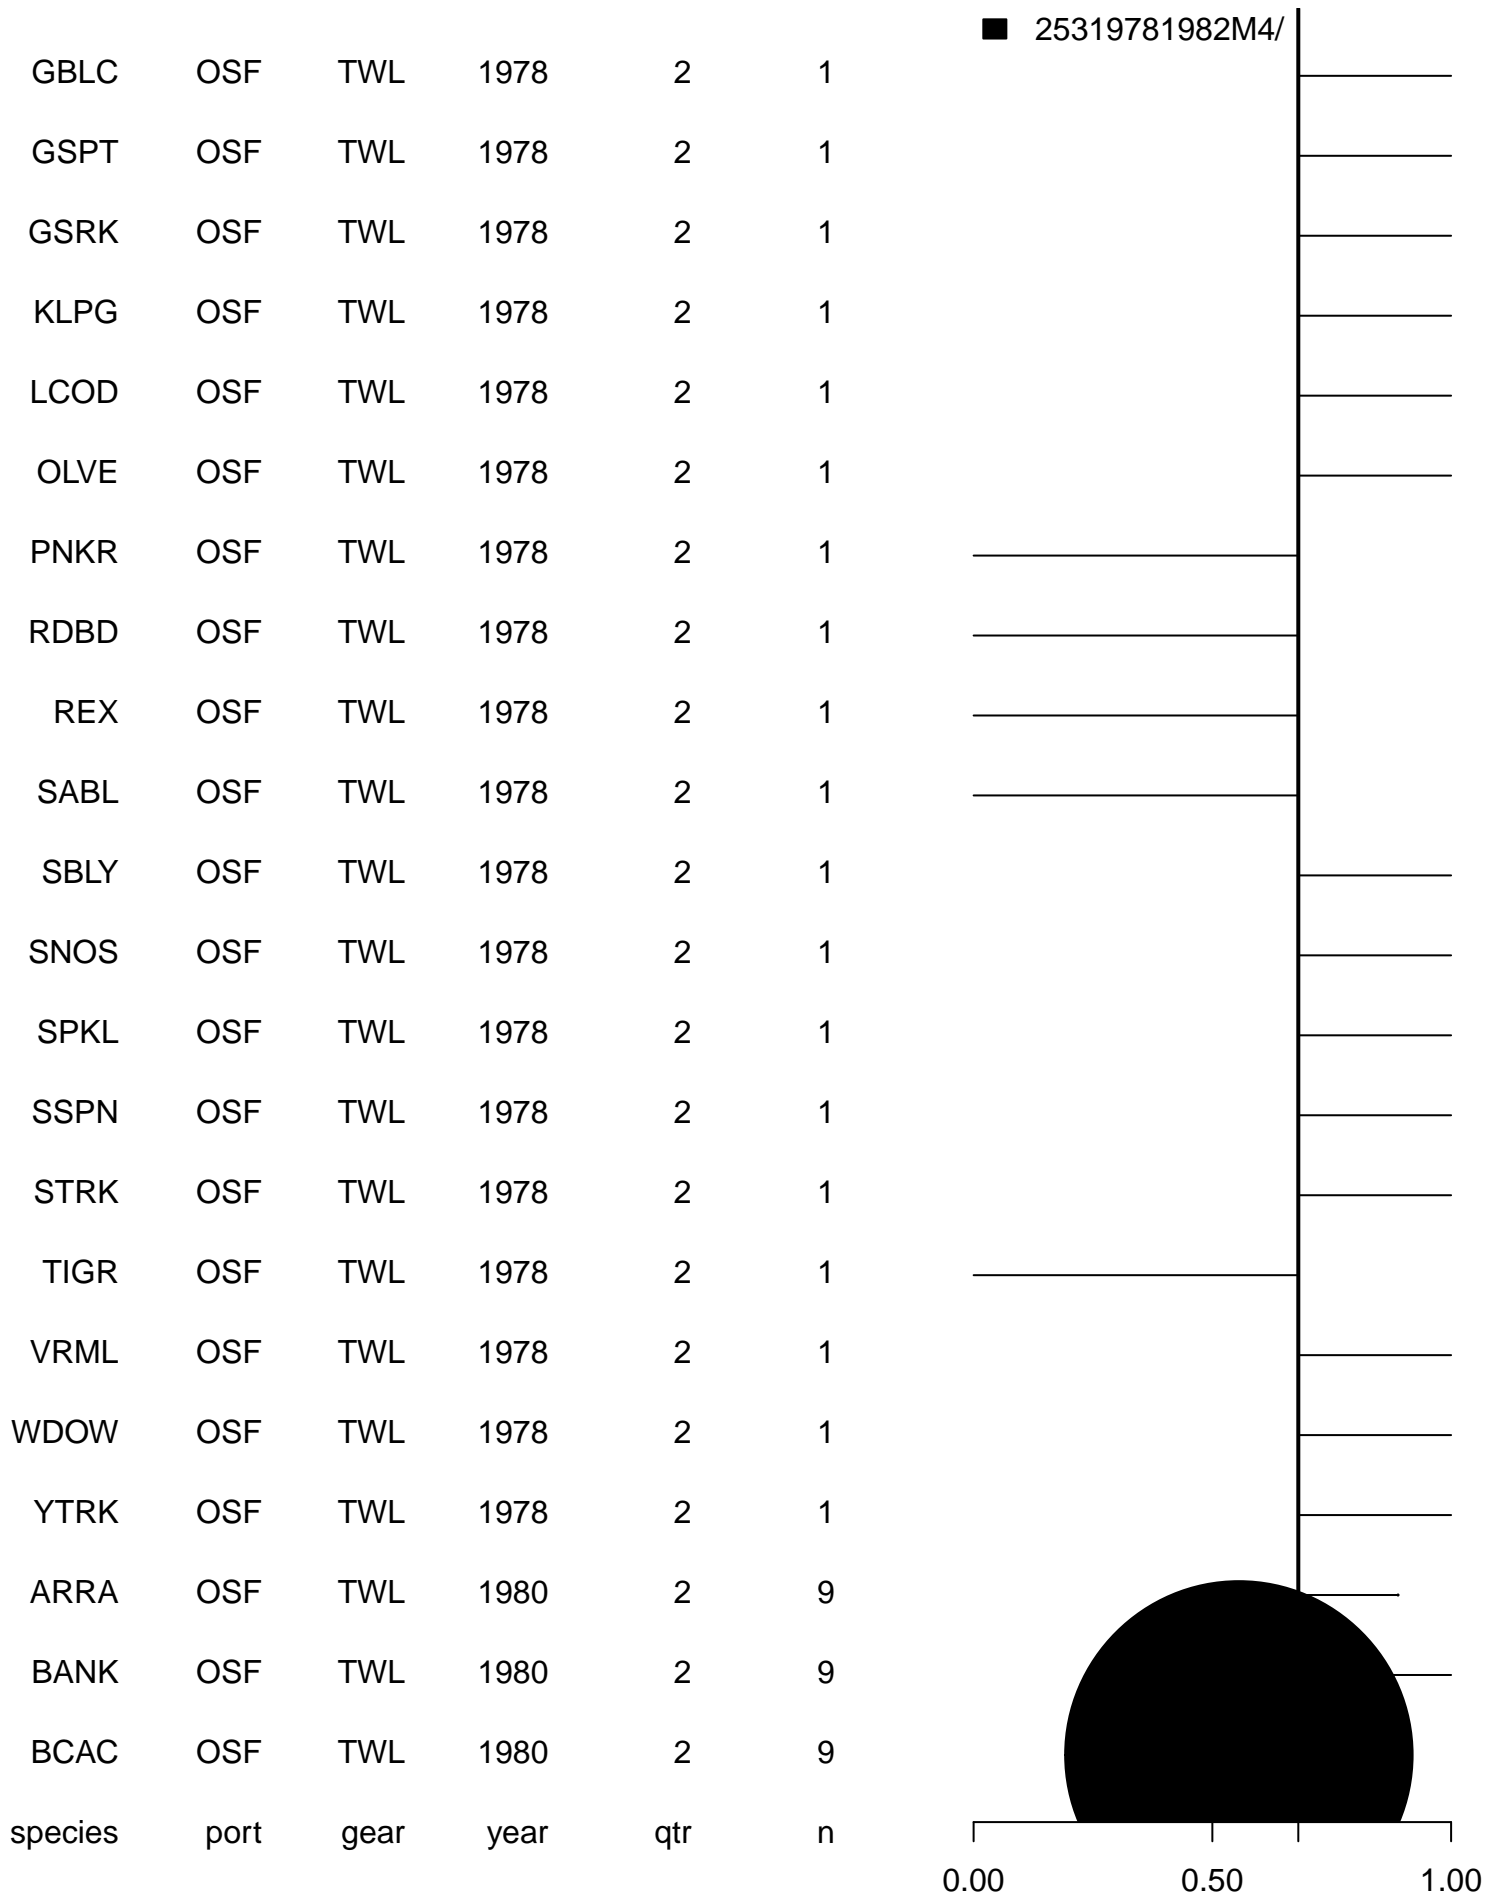 25319781982M4/
GBLC OSF TWL 1978 2 1
GSPT OSF TWL 1978 2 1
GSRK OSF TWL 1978 2 1
KLPG OSF TWL 1978 2 1
LCOD OSF TWL 1978 2 1
OLVE OSF TWL 1978 2 1
PNKR OSF TWL 1978 2 1
RDBD OSF TWL 1978 2 1
REX OSF TWL 1978 2 1
SABL OSF TWL 1978 2 1
SBLY OSF TWL 1978 2 1
SNOS OSF TWL 1978 2 1
SPKL OSF TWL 1978 2 1
SSPN OSF TWL 1978 2 1
STRK OSF TWL 1978 2 1
TIGR OSF TWL 1978 2 1
VRML OSF TWL 1978 2 1
WDOW OSF TWL 1978 2 1
YTRK OSF TWL 1978 2 1
ARRA OSF TWL 1980 2 9
BANK OSF TWL 1980 2 9
BCAC OSF TWL 1980 2 9
species port gear year qtr n
0.00 0.50 1.00